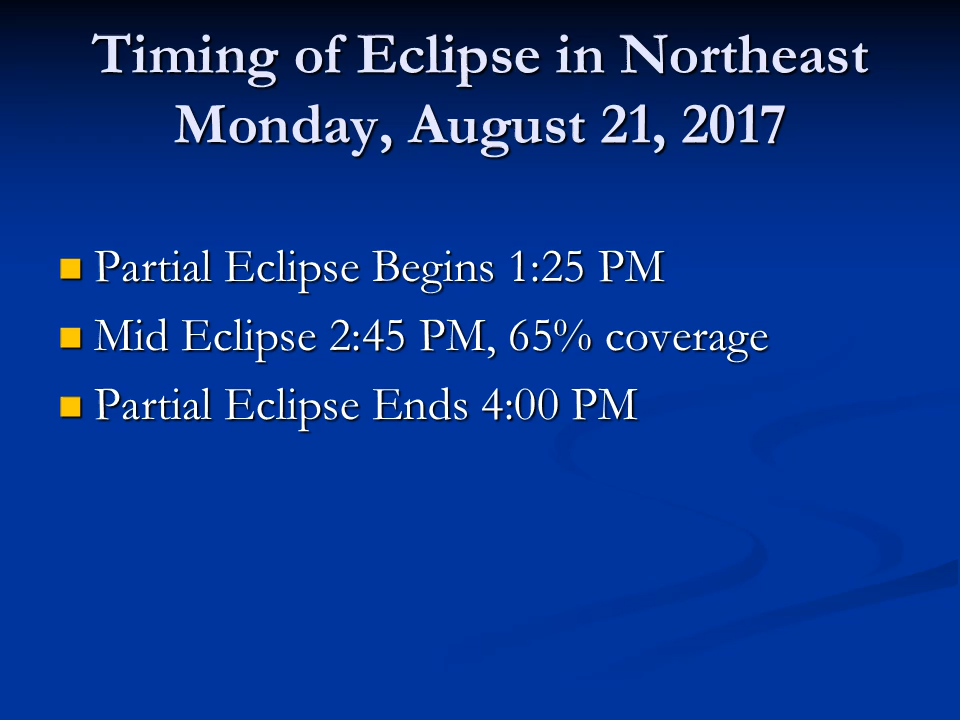 Timing of Eclipse in Northeast
Monday, August 21, 2017
Partial Eclipse Begins 1:25 PM
Mid Eclipse 2:45 PM, 65% coverage
Partial Eclipse Ends 4:00 PM